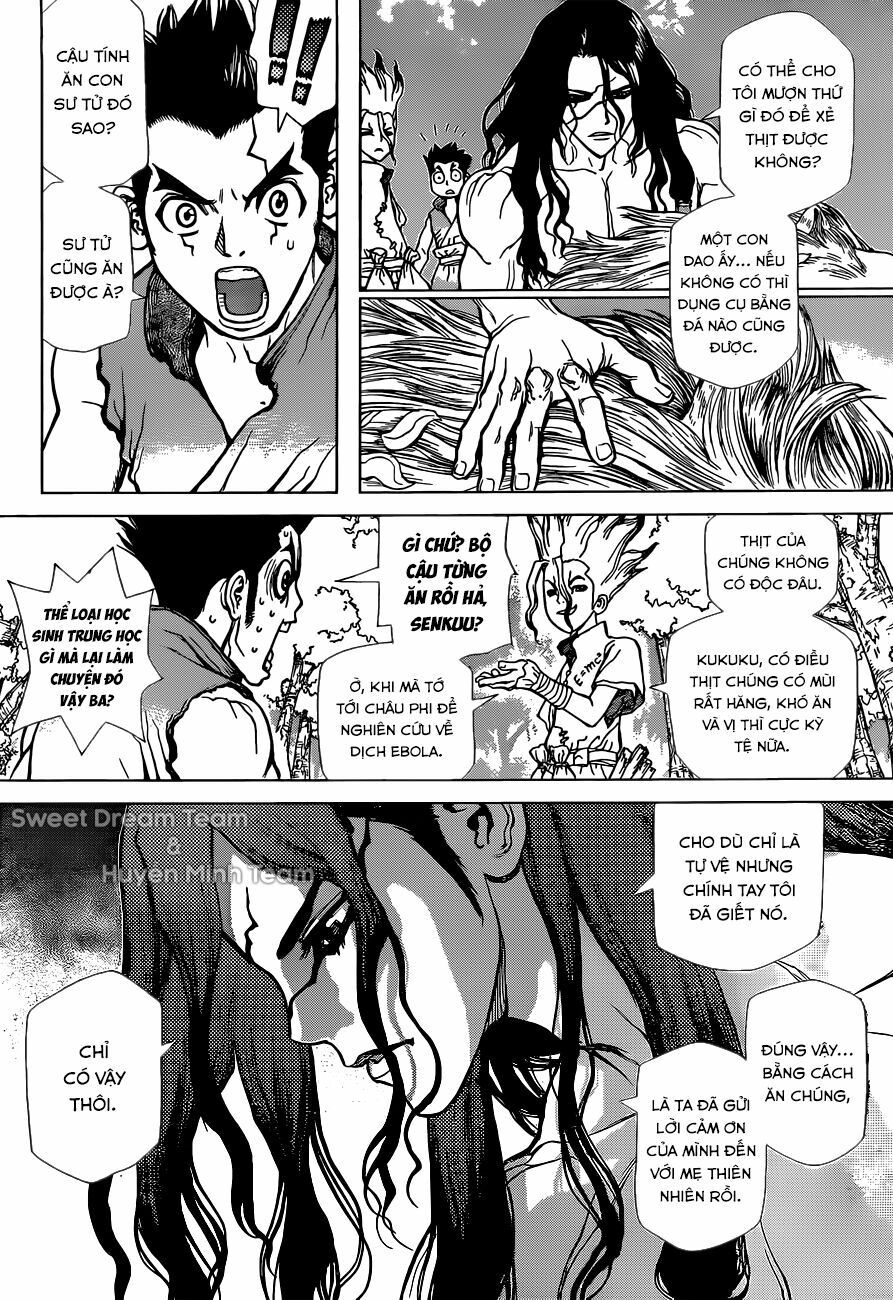 CÓ THỂ CHO
TÔI MƯỢN THỨ
GÌ ĐÓ ĐỂ XẺ
THỊT ĐƯỢC
KHÔNG?
MỘT CON
DAO ẤY... NẾU
KHÔNG CÓ THÌ
DỤNG CỤ BẰNG
ĐÁ NÀO CŨNG
ĐƯỢC.
!!
CẬU TÍNH
ĂN CON
SƯ TỬ ĐÓ
SAO?
SƯ TỬ
CŨNG ĂN
ĐƯỢC À?
THỊT CỦA
CHÚNG KHÔNG
CÓ ĐỘC ĐÂU.
KUKUKU, CÓ ĐIỀU
THỊT CHÚNG CÓ MÙI
RẤT HĂNG, KHÓ ĂN
VÀ VỊ THÌ CỰC KỲ
TỆ NỮA.
E=mc²
GÌ CHỨ? BỘ
CẬU TỪNG
ĂN RỒI HẢ,
SENKUU?
Ờ, KHI MÀ TỚ
TỚI CHÂU PHI ĐỂ
NGHIÊN CỨU VỀ
DỊCH EBOLA.
THỂ LOẠI HỌC
SINH TRUNG HỌC
GÌ MÀ LẠI LÀM
CHUYỆN ĐÓ
VẬY BA?
Sweet Dream Team
&
Huyen Minh Team
CHO DÙ CHỈ LÀ
TỰ VỆ NHƯNG
CHÍNH TAY TÔI
ĐÃ GIẾT NÓ.
ĐÚNG VẬY...
BẰNG CÁCH
ĂN CHÚNG,
LÀ TA ĐÃ GỬI
LỜI CẢM ƠN
CỦA MÌNH ĐẾN
VỚI MẸ THIÊN
NHIÊN RỒI.
CHỈ
CÓ VẬY
THÔI.